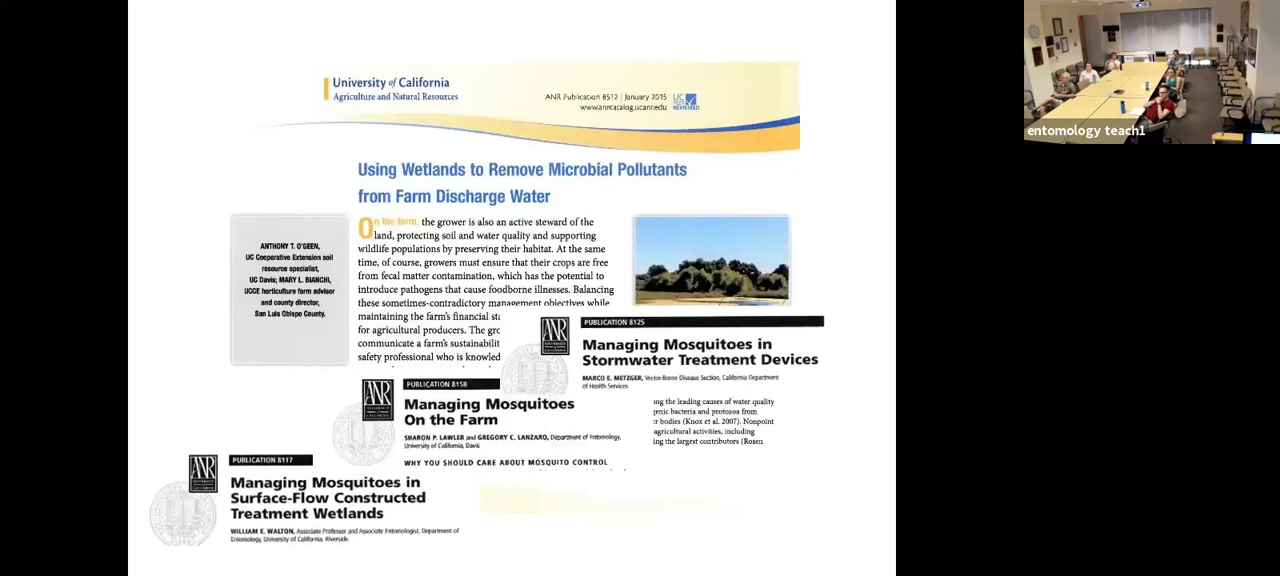 University of California
Agriculture and Natural Resources
ANR Publication 8512 | January 2015
www.anrcatalog.ucanr.edu
UC
PEER
REVIEWED
Using Wetlands to Remove Microbial Pollutants
from Farm Discharge Water
ANTHONY T. O'GEEN,
UC Cooperative Extension soil
resource specialist,
UC Davis; MARY L. BIANCHI,
UCCE horticulture farm advisor
and county director,
San Luis Obispo County.
On the farm, the grower is also an active steward of the
land, protecting soil and water quality and supporting
wildlife populations by preserving their habitat. At the same
time, of course, growers must ensure that their crops are free
from fecal matter contamination, which has the potential to
introduce pathogens that cause foodborne illnesses. Balancing
these sometimes-contradictory management objectives while
maintaining the farm's financial
for agricultural producers. The
communicate a farm's
safety professional who is
ANR
PUBLICATION 8125
Managing Mosquitoes in
Stormwater Treatment Devices
MARCO E. METZGER, Vector-Borne Disease Section, California Department
of Health Services
the leading causes of water quality
bacteria and protozoa from
bodies (Knox et al. 2007). Nonpoint
agricultural activities, including
the largest contributors (Rosen
ANR
PUBLICATION 8158
Managing Mosquitoes
On the Farm
SHARON P. LAWLER and GREGORY C. LANZARO, Department of Entomology,
University of California, Davis
WHY YOU SHOULD CARE ABOUT MOSQUITO CONTROL
ANR
PUBLICATION 8117
Managing Mosquitoes in
Surface-Flow Constructed
Treatment Wetlands
WILLIAM E. WALTON, Associate Professor and Associate Entomologist, Department of
Entomology, University of California, Riverside
entomology teach1